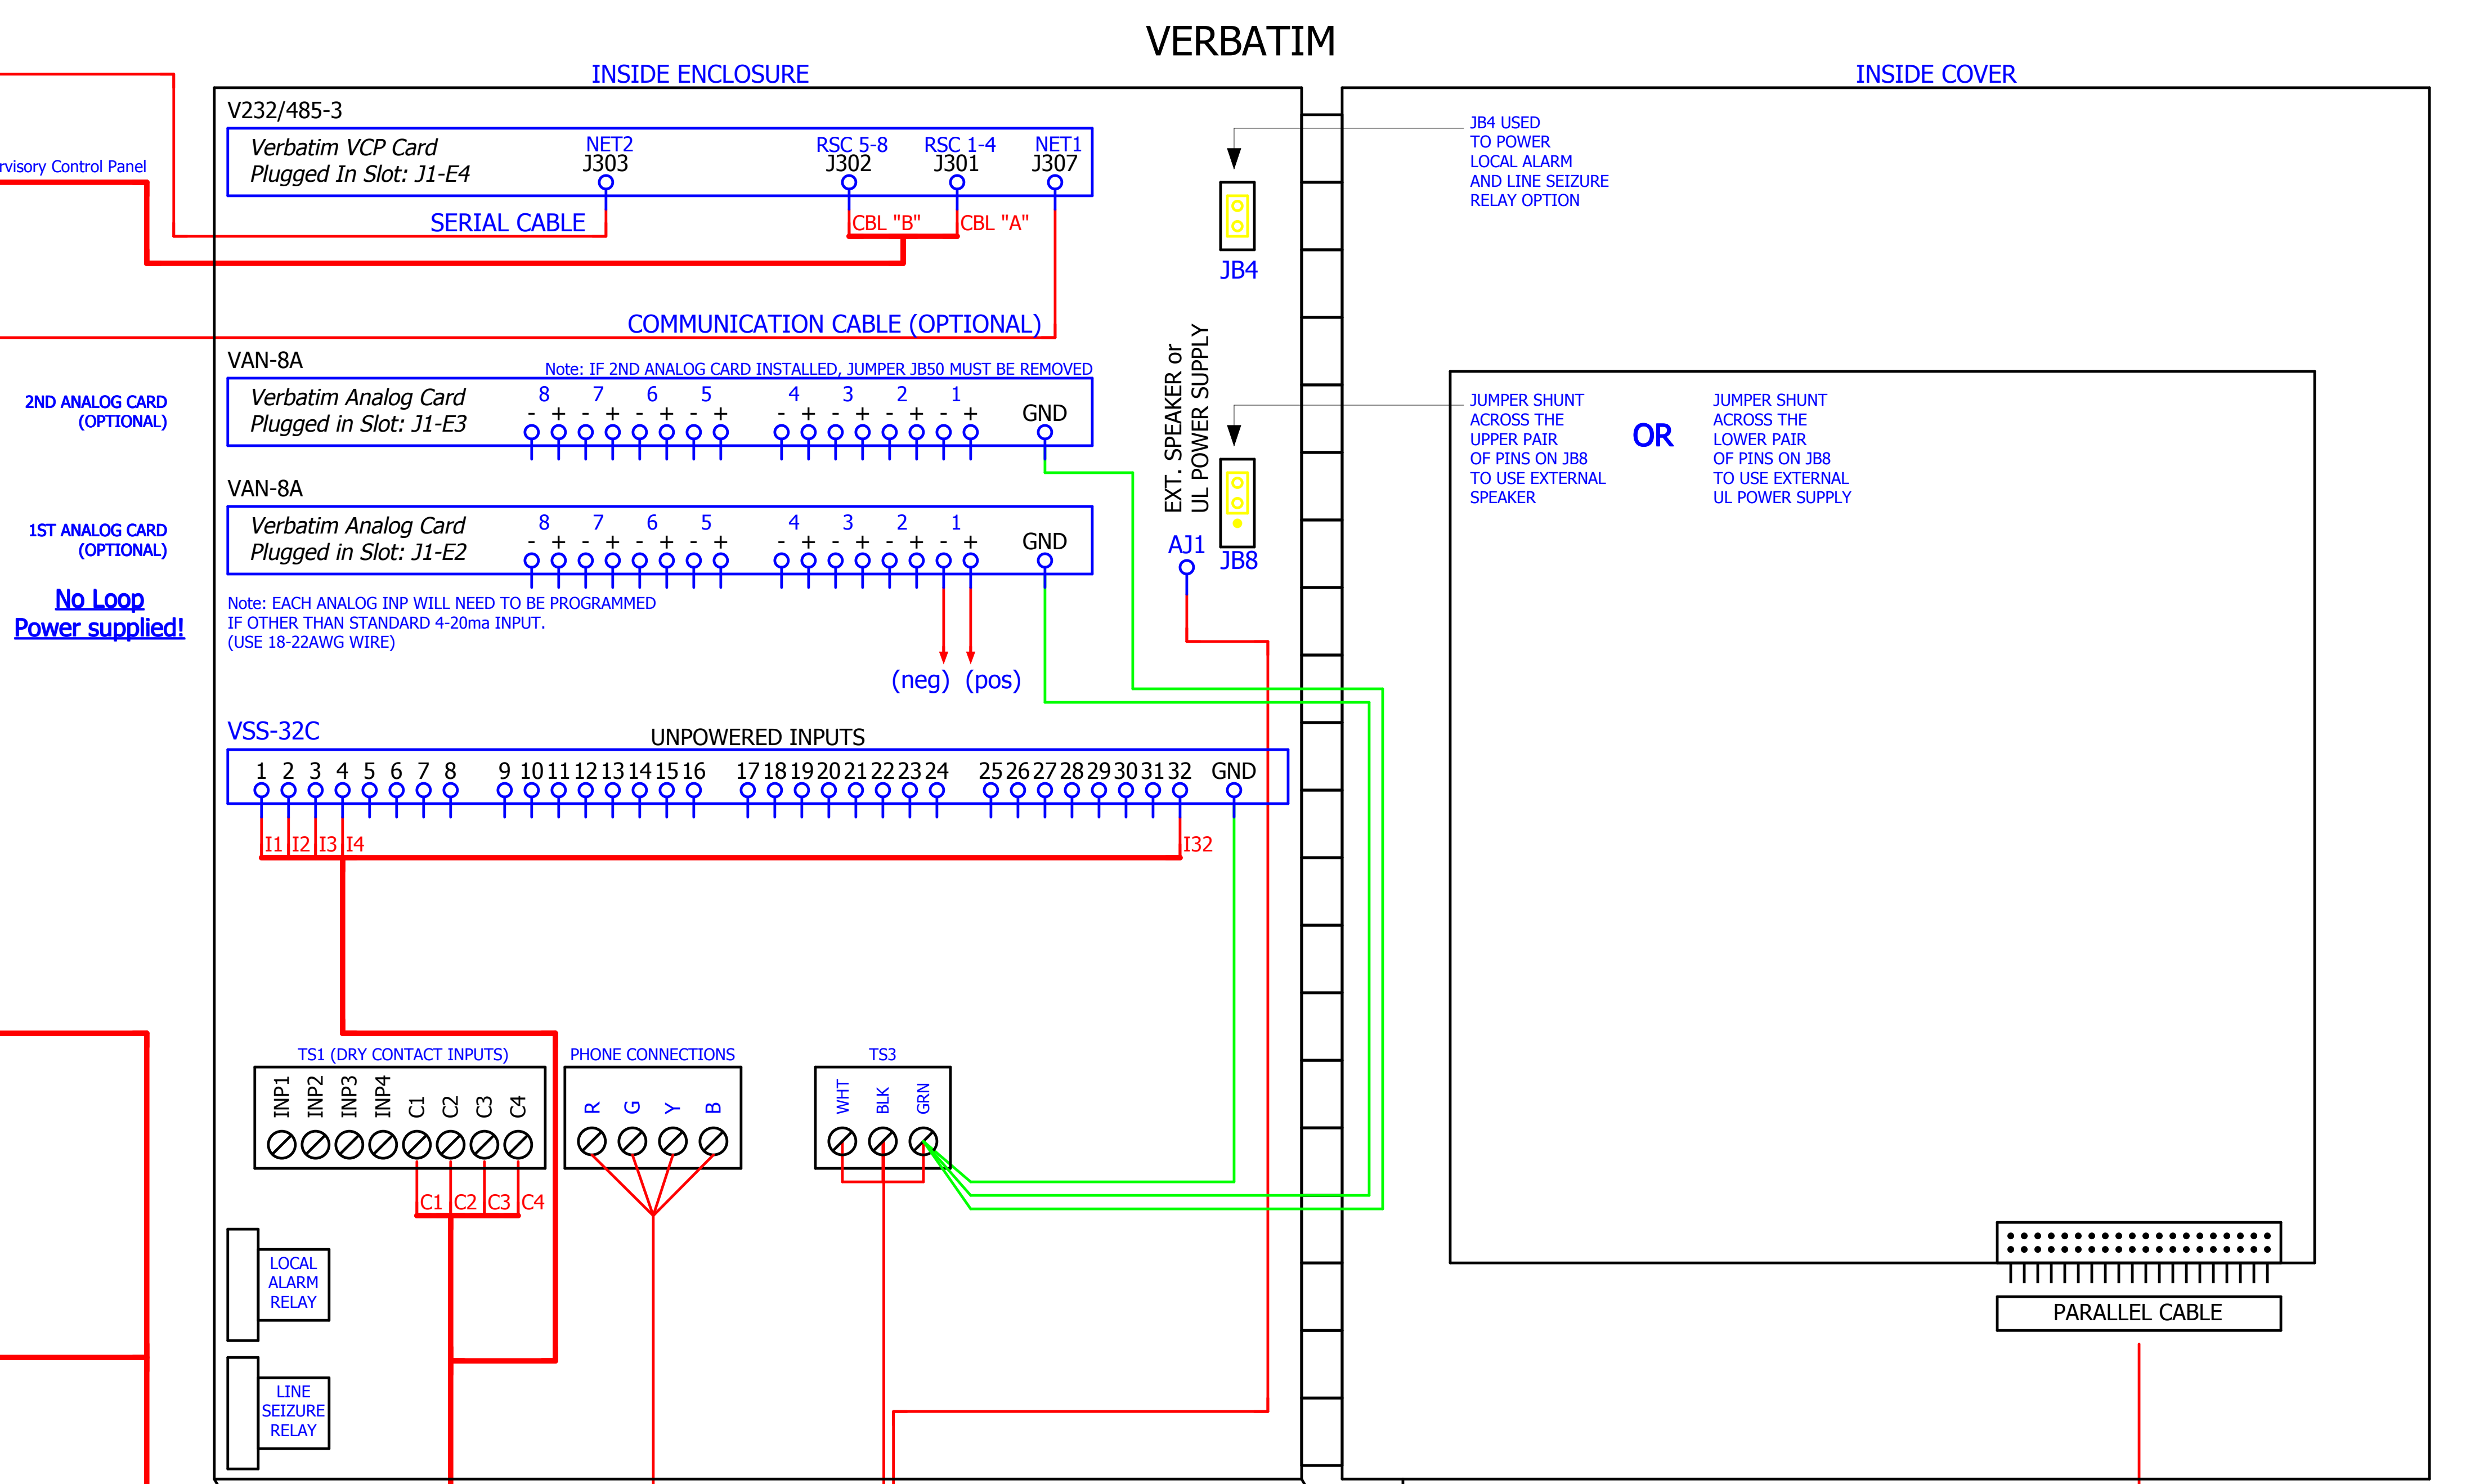 VERBATIM
INSIDE ENCLOSURE
INSIDE COVER
V232/485-3
Verbatim VCP Card
Plugged In Slot: J1-E4
NET2
J303
RSC 5-8
J302
RSC 1-4
J301
NET1
J307
rvisory Control Panel
SERIAL CABLE
CBL "B"
CBL "A"
JB4 USED
TO POWER
LOCAL ALARM
AND LINE SEIZURE
RELAY OPTION
JB4
COMMUNICATION CABLE (OPTIONAL)
VAN-8A
Note: IF 2ND ANALOG CARD INSTALLED, JUMPER JB50 MUST BE REMOVED
2ND ANALOG CARD
(OPTIONAL)
Verbatim Analog Card
Plugged in Slot: J1-E3
8 7 6 5 4 3 2 1
- + - + - + - + - + - + - + - +
GND
EXT. SPEAKER or
UL POWER SUPPLY
JUMPER SHUNT
ACROSS THE
UPPER PAIR
OF PINS ON JB8
TO USE EXTERNAL
SPEAKER
OR
JUMPER SHUNT
ACROSS THE
LOWER PAIR
OF PINS ON JB8
TO USE EXTERNAL
UL POWER SUPPLY
VAN-8A
1ST ANALOG CARD
(OPTIONAL)
Verbatim Analog Card
Plugged in Slot: J1-E2
8 7 6 5 4 3 2 1
- + - + - + - + - + - + - + - +
GND
AJ1
JB8
No Loop
Power supplied!
Note: EACH ANALOG INP WILL NEED TO BE PROGRAMMED
IF OTHER THAN STANDARD 4-20ma INPUT.
(USE 18-22AWG WIRE)
(neg) (pos)
VSS-32C
UNPOWERED INPUTS
1 2 3 4 5 6 7 8 9 10 11 12 13 14 15 16 17 18 19 20 21 22 23 24 25 26 27 28 29 30 31 32 GND
I1 I2 I3 I4 I32
TS1 (DRY CONTACT INPUTS)
INP1 INP2 INP3 INP4 C1 C2 C3 C4
PHONE CONNECTIONS
R G Y B
TS3
WHT BLK GRN
C1 C2 C3 C4
LOCAL
ALARM
RELAY
LINE
SEIZURE
RELAY
PARALLEL CABLE